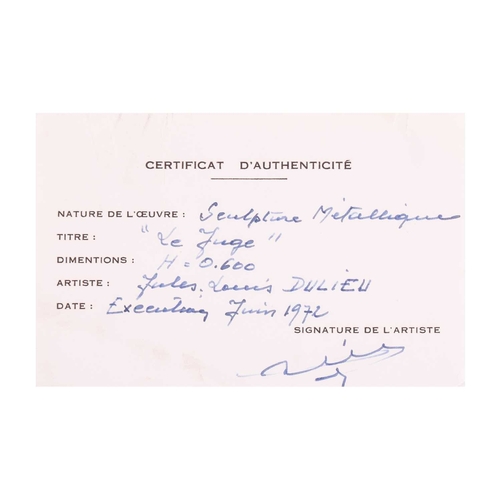 CERTIFICAT D'AUTHENTICITÉ
NATURE DE L'ŒUVRE : Sculpture Métallique
TITRE : "Le Juge"
DIMENTIONS : H = 0.600
ARTISTE : Jules. Louis DULIEU
DATE : Execution Juin 1972
SIGNATURE DE L'ARTISTE